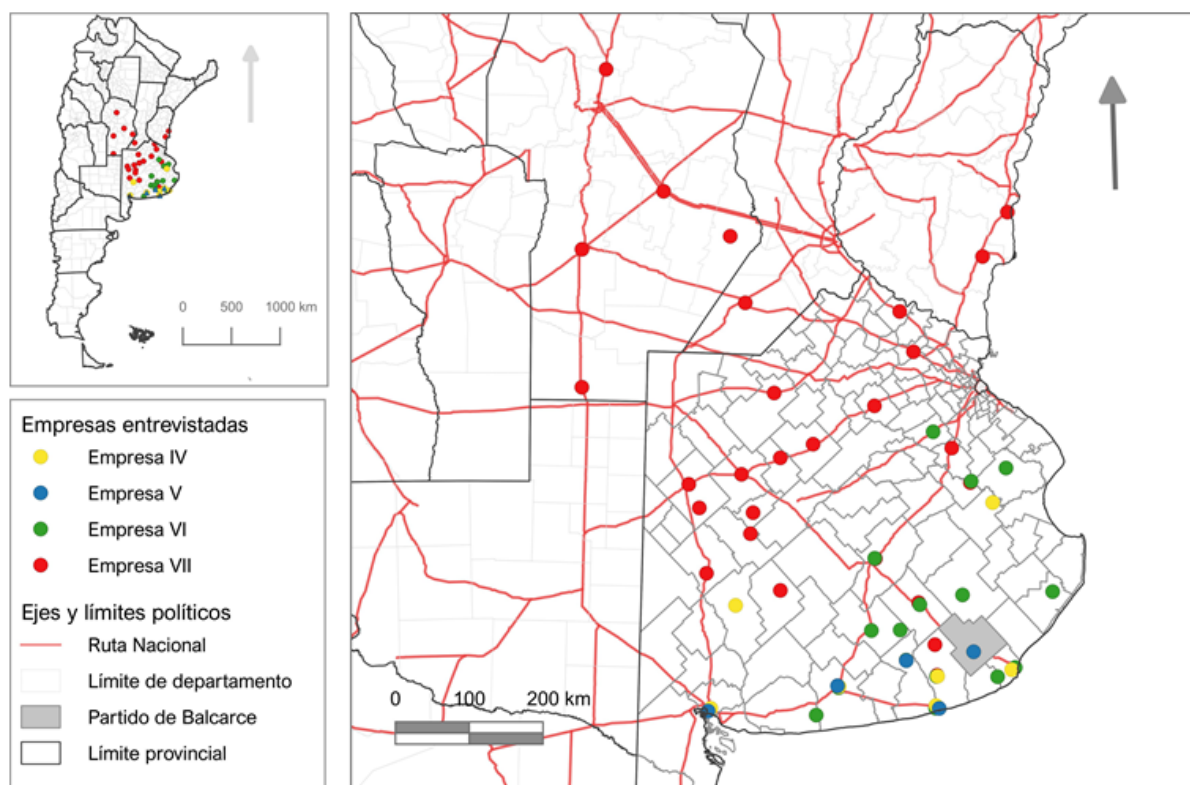 0 500 1000 km
Empresas entrevistadas
Empresa IV
Empresa V
Empresa VI
Empresa VII
Ejes y límites políticos
Ruta Nacional
Límite de departamento
Partido de Balcarce
Límite provincial
0 100 200 km